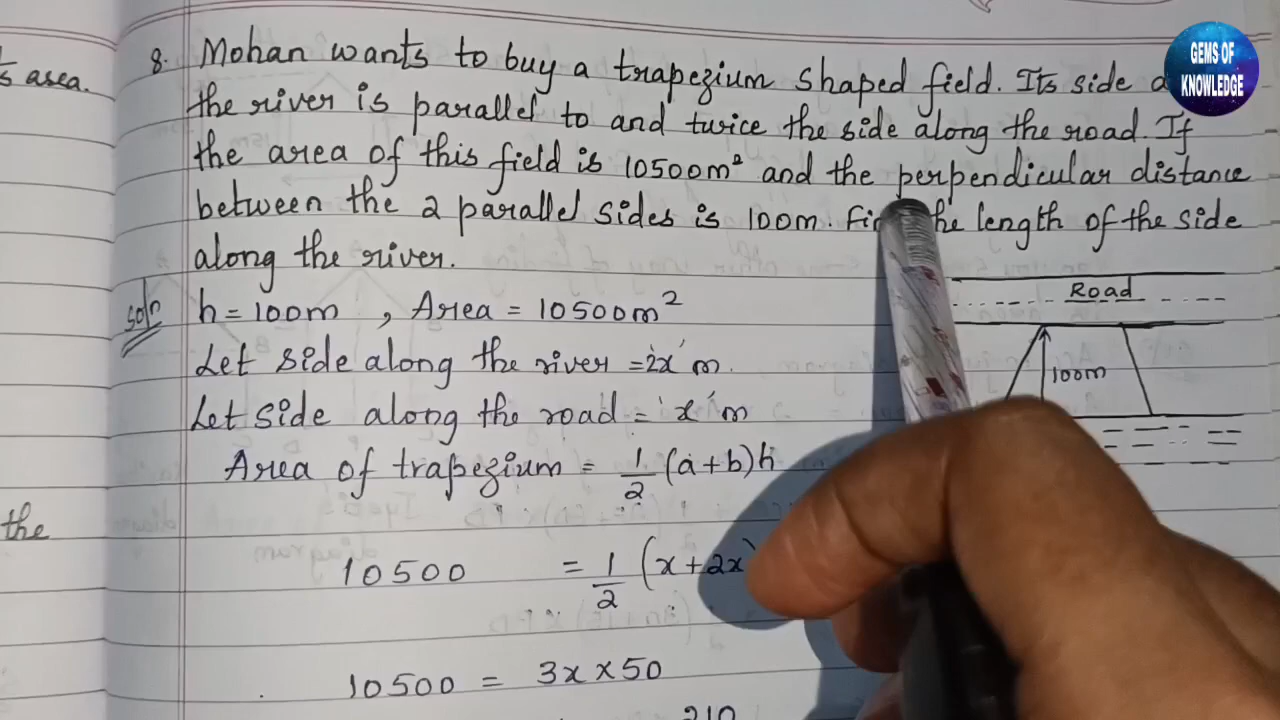 s area.
the
8. Mohan wants to buy a trapezium shaped field. Its side
the river is parallel to and twice the side along the road. If
the area of this field is 10500m² and the perpendicular distance
between the 2 parallel sides is 100m. the length of the side
along the river.
Soln h = 100m , Area = 10500m²
Let side along the river = '2x' m.
Let side along the road = 'x' m
Area of trapezium = 1/2 (a+b)h
10500 = 1/2 (x+2x)
10500 = 3x x 50
210
Road
100m
GEMS OF
KNOWLEDGE